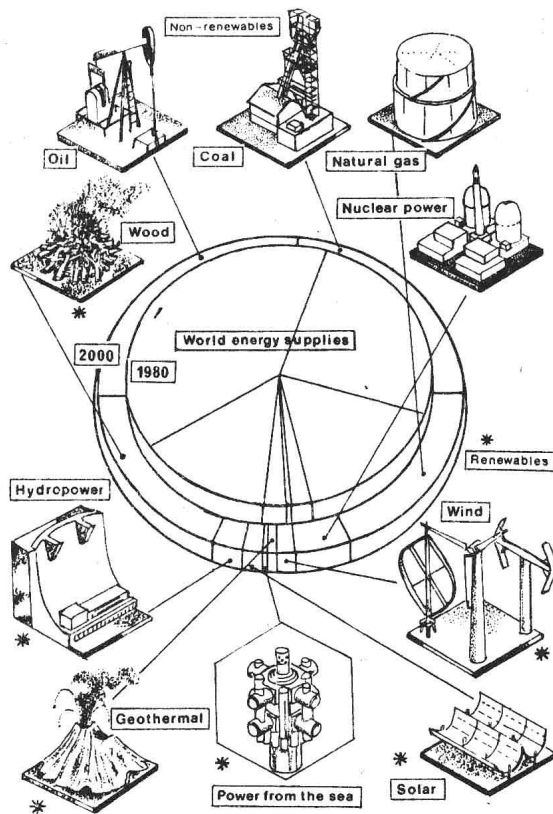 Non-renewables
Oil
Coal
Natural gas
Wood
Nuclear power
World energy supplies
2000
1980
* Renewables
Hydropower
Wind
Geothermal
Power from the sea
Solar